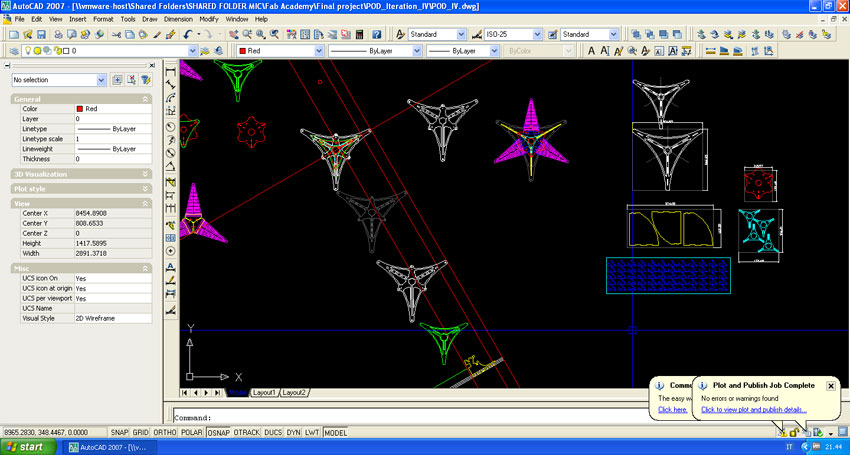 AutoCAD 2007 - [\\vmware-host\Shared Folders\SHARED FOLDER MIC\Fab Academy\Final project\POD_Iteration_IV\POD_IV.dwg]
File Edit View Insert Format Tools Draw Dimension Modify Window Help
Standard ISO-25 Standard
0 Red ByLayer ByLayer ByColor
No selection
General
Color Red
Layer 0
Linetype ByLayer
Linetype scale 1
Lineweight ByLayer
Thickness 0
3D Visualization
Plot style
View
Center X 8454.8908
Center Y 808.6533
Center Z 0
Height 1417.5895
Width 2891.3718
Misc
UCS icon On Yes
UCS icon at origin Yes
UCS per viewport Yes
UCS Name
Visual Style 2D Wireframe
Y
X
Layout1 Layout2
Comm
The easy w
Click here.
Plot and Publish Job Complete
No errors or warnings found
Click to view plot and publish details...
Command:
8965.2830, 348.4467, 0.0000 SNAP GRID ORTHO POLAR OSNAP OTRACK DUCS DYN LWT MODEL
start AutoCAD 2007 - [\\v... IT 21.44